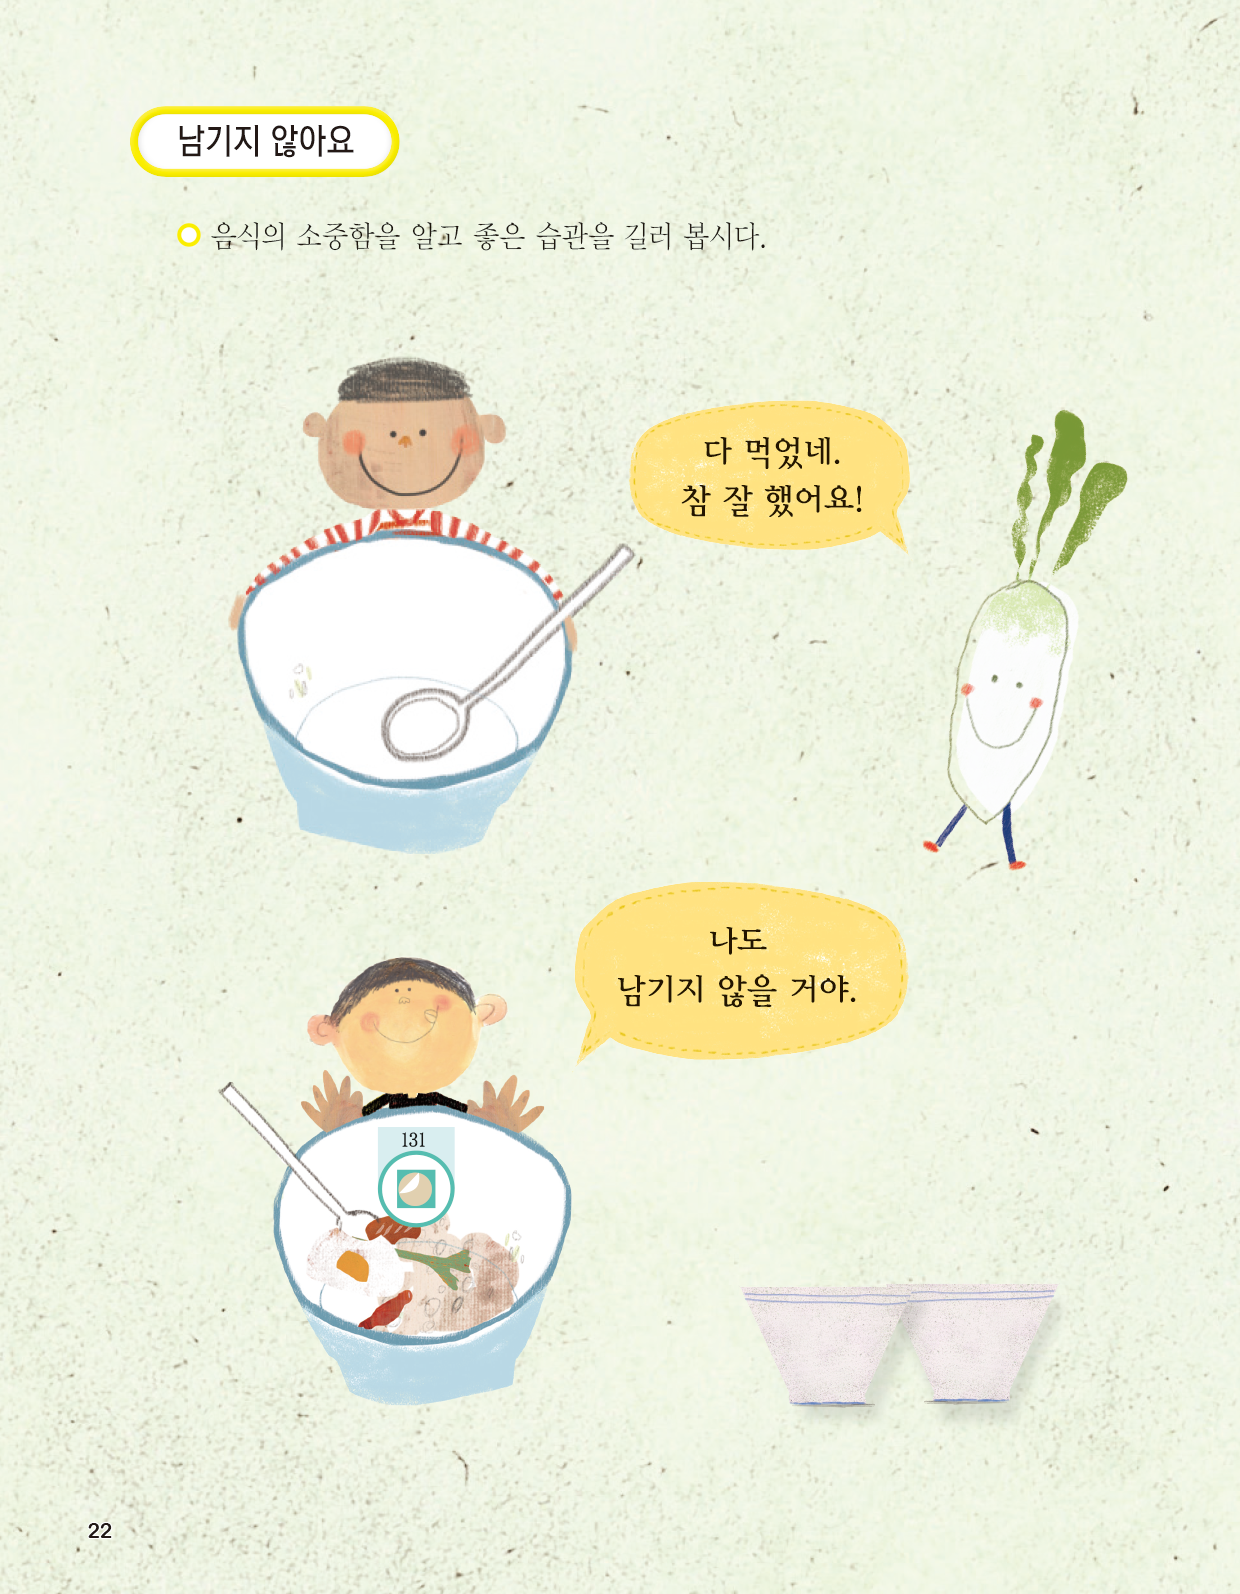 남기지 않아요
음식의 소중함을 알고 좋은 습관을 길러 봅시다.
다 먹었네.
참 잘 했어요!
나도
남기지 않을 거야.
131
22